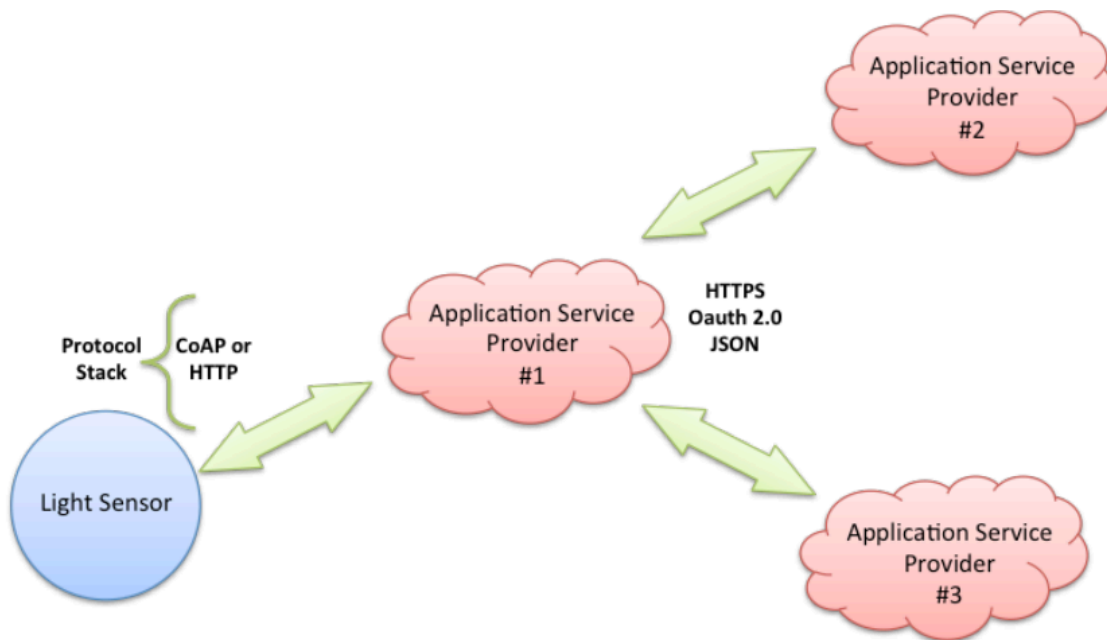 Application Service
Provider
#2
Application Service
Provider
#1
HTTPS
Oauth 2.0
JSON
Protocol
Stack
CoAP or
HTTP
Light Sensor
Application Service
Provider
#3